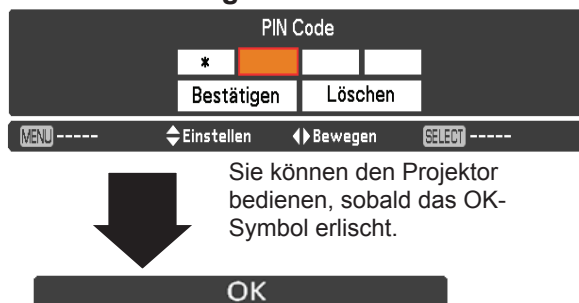 PIN Code
*
Bestätigen Löschen
MENU ----- Einstellen Bewegen SELECT -----
Sie können den Projektor
bedienen, sobald das OK-
Symbol erlischt.
OK